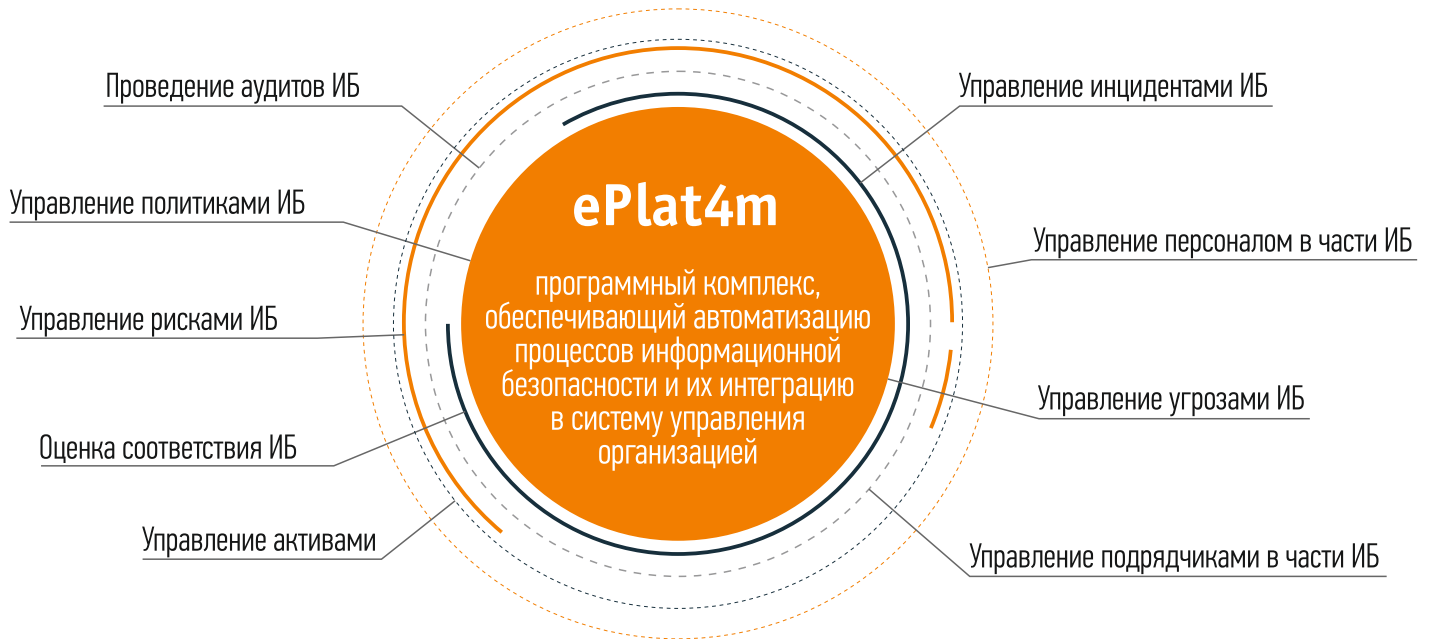 Проведение аудитов ИБ
Управление политиками ИБ
Управление рисками ИБ
Оценка соответствия ИБ
Управление активами
ePlat4m
программный комплекс,
обеспечивающий автоматизацию
процессов информационной
безопасности и их интеграцию
в систему управления
организацией
Управление инцидентами ИБ
Управление персоналом в части ИБ
Управление угрозами ИБ
Управление подрядчиками в части ИБ